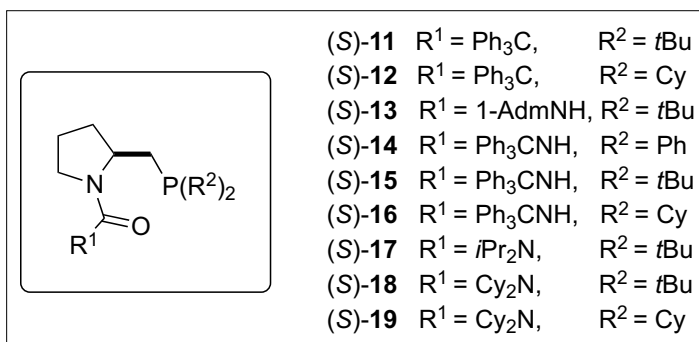 (S)-11 R¹ = Ph₃C, R² = tBu
(S)-12 R¹ = Ph₃C, R² = Cy
(S)-13 R¹ = 1-AdmNH, R² = tBu
(S)-14 R¹ = Ph₃CNH, R² = Ph
(S)-15 R¹ = Ph₃CNH, R² = tBu
(S)-16 R¹ = Ph₃CNH, R² = Cy
(S)-17 R¹ = iPr₂N, R² = tBu
(S)-18 R¹ = Cy₂N, R² = tBu
(S)-19 R¹ = Cy₂N, R² = Cy
N P(R²)₂
R¹ O